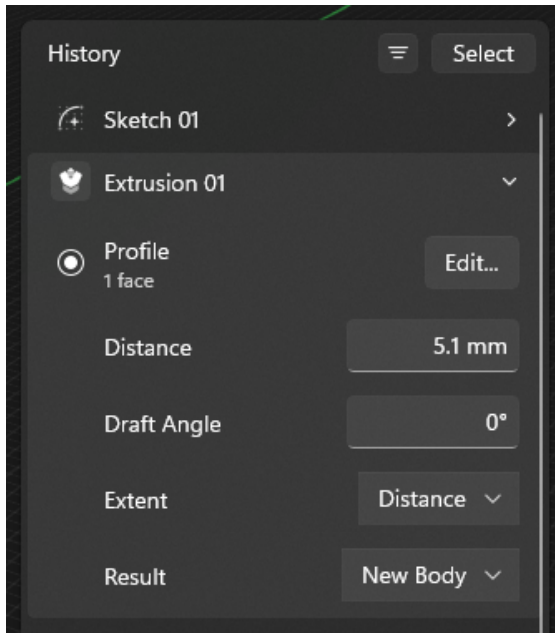 History
Select
Sketch 01
Extrusion 01
Profile
1 face
Edit...
Distance
5.1 mm
Draft Angle
0°
Extent
Distance
Result
New Body